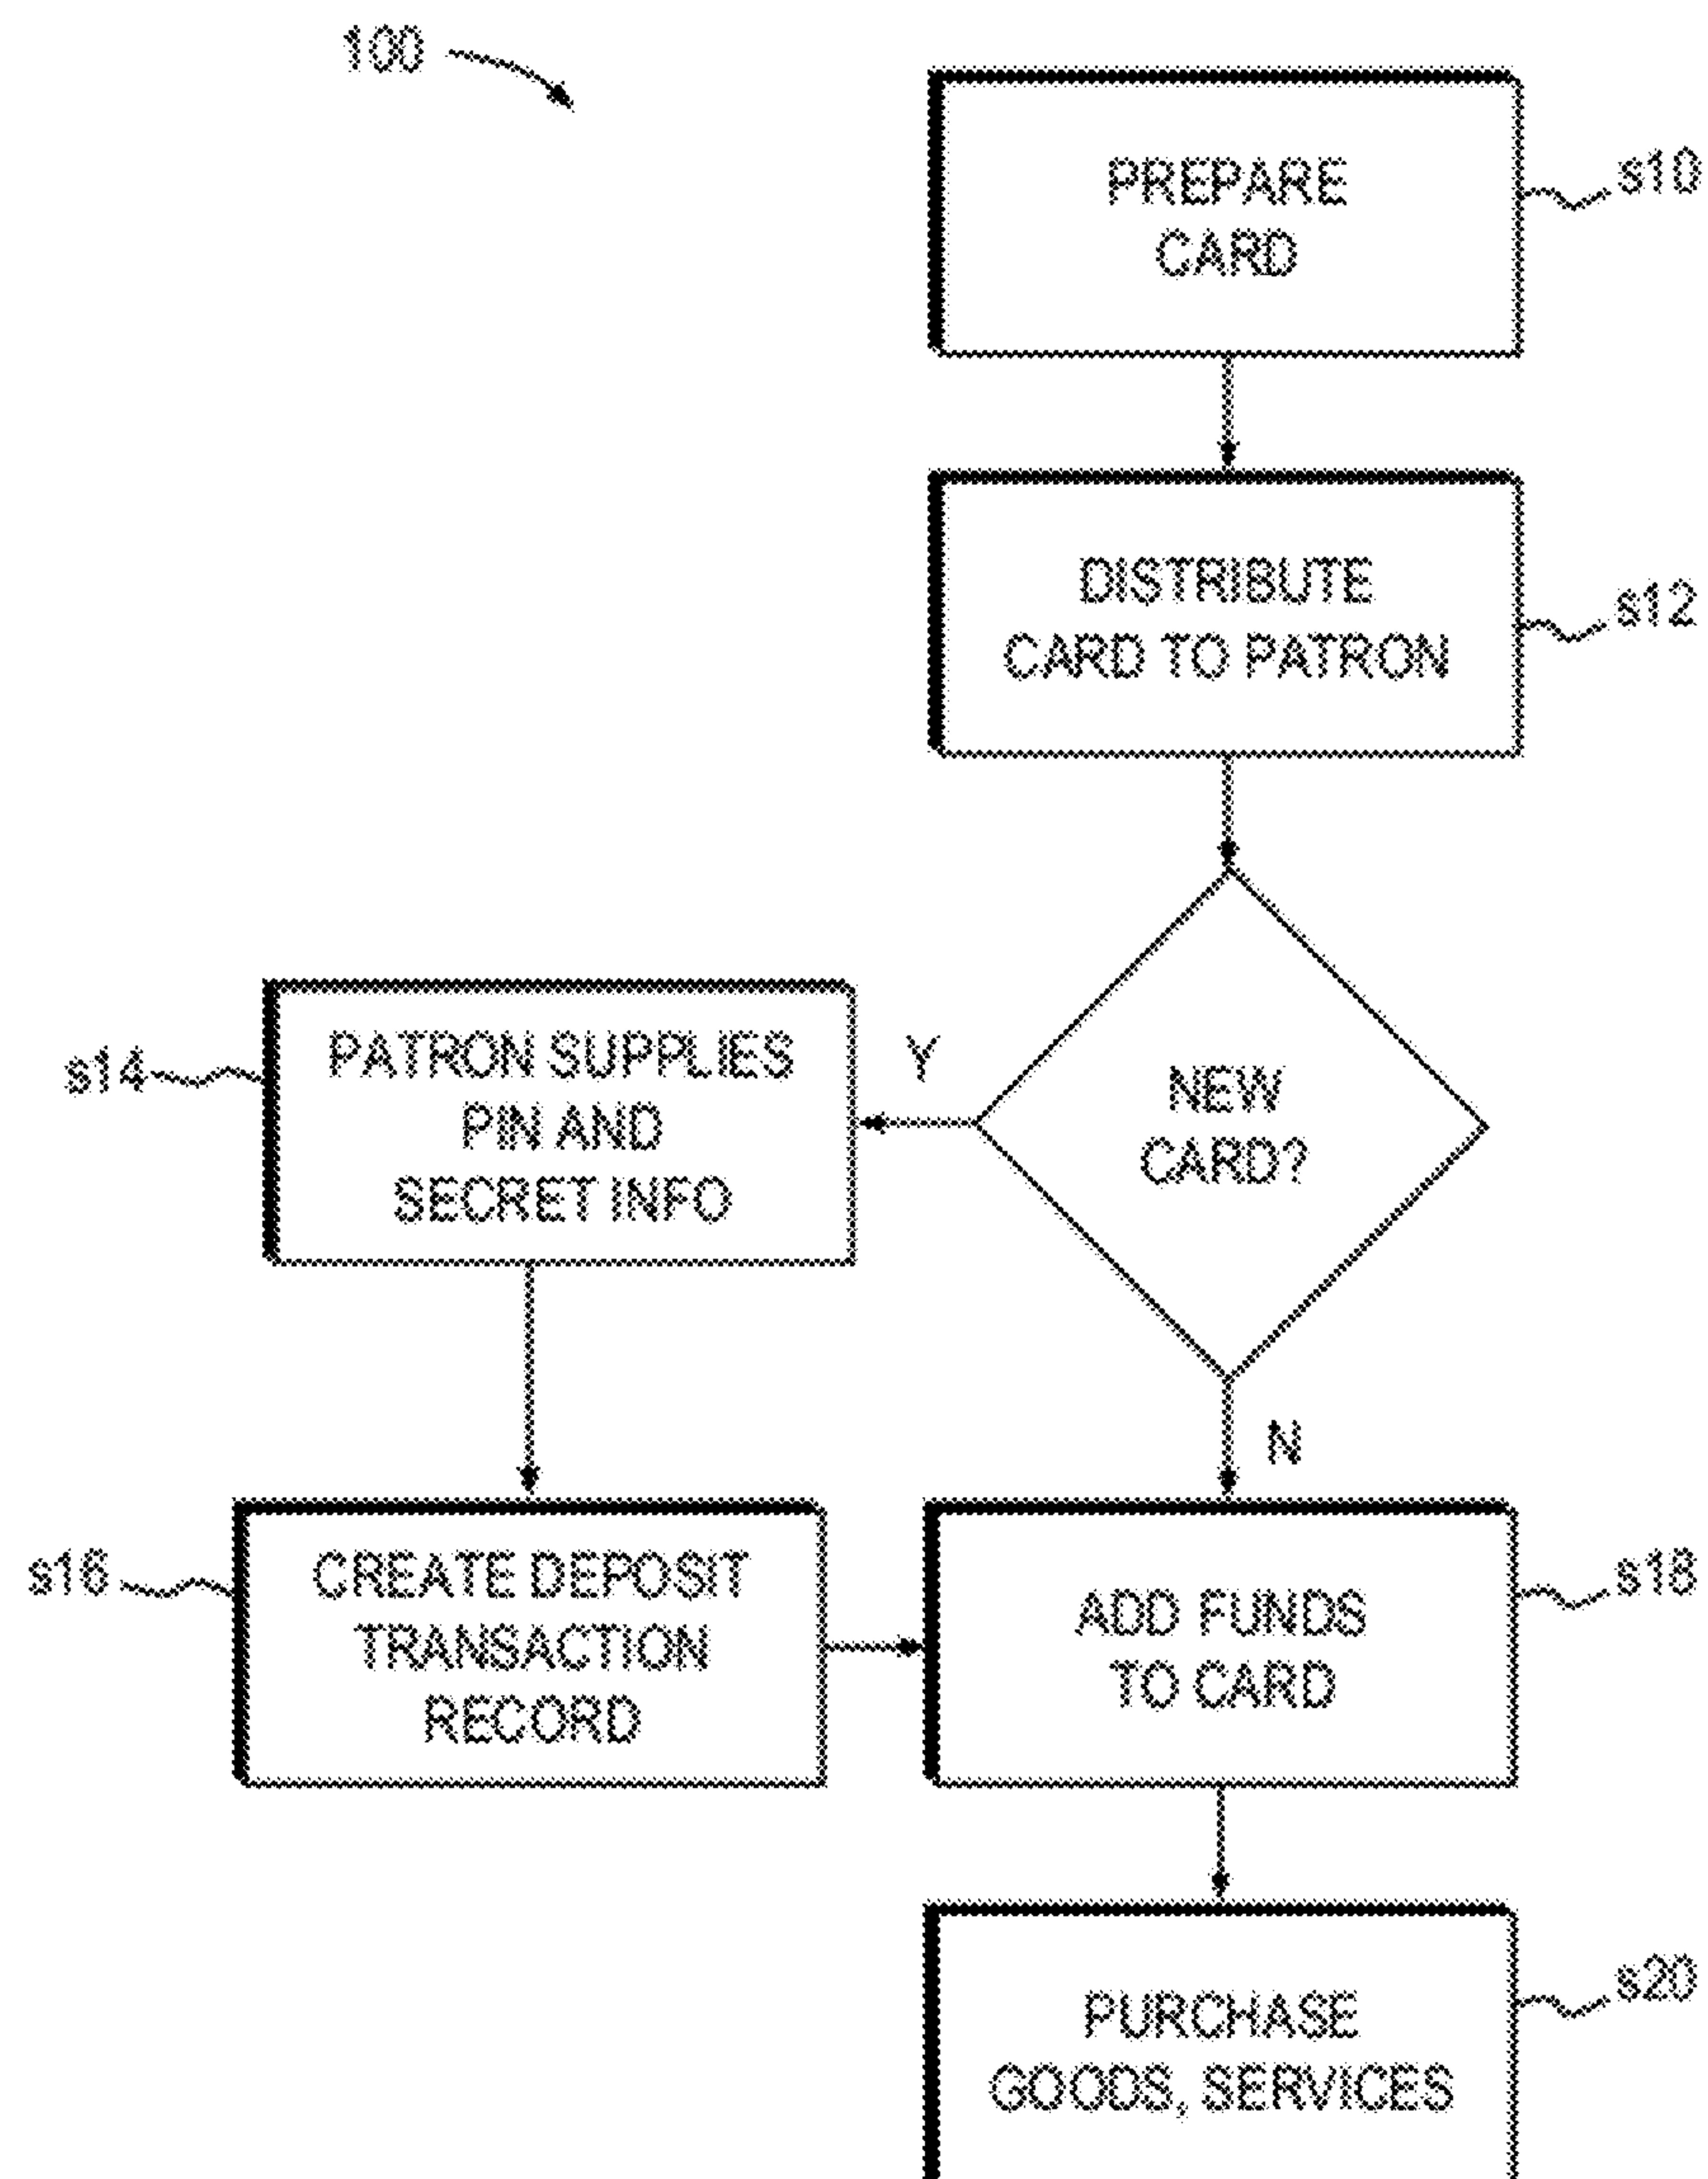 100
PREPARE
CARD
s10
DISTRIBUTE
CARD TO PATRON
s12
NEW
CARD?
Y
N
PATRON SUPPLIES
PIN AND
SECRET INFO
s14
CREATE DEPOSIT
TRANSACTION
RECORD
s16
ADD FUNDS
TO CARD
s18
PURCHASE
GOODS, SERVICES
s20